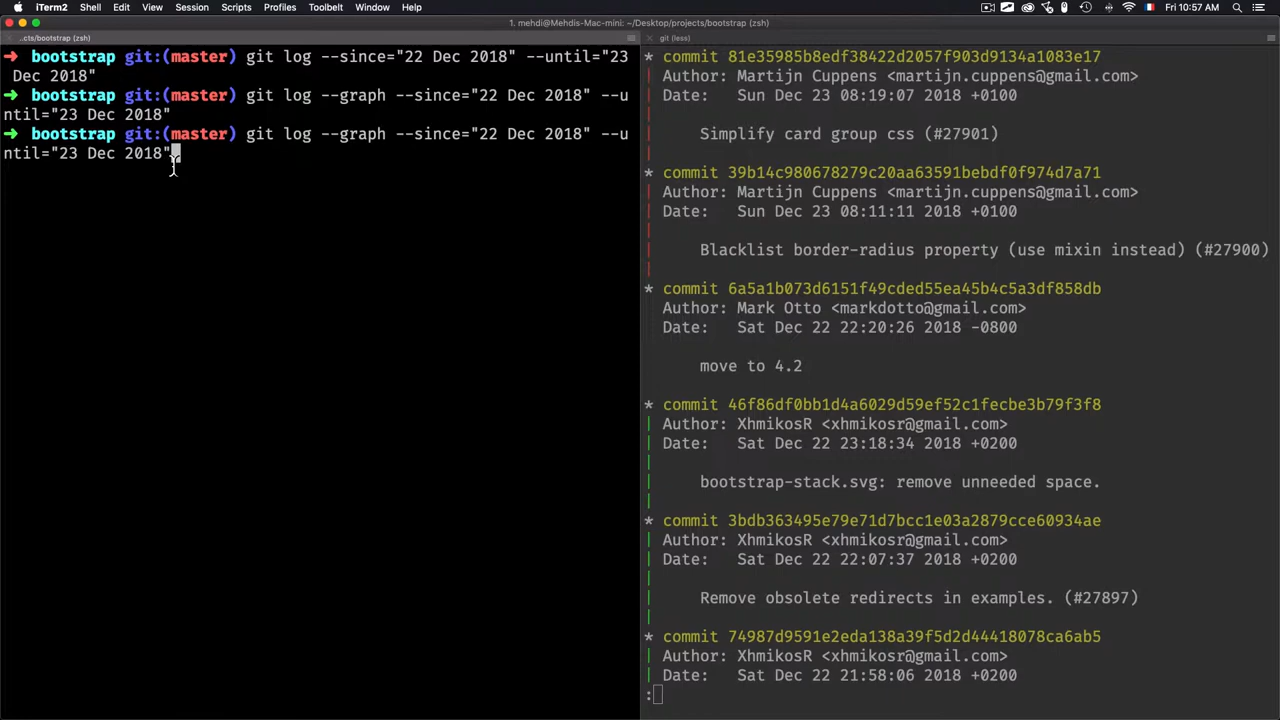 iTerm2 Shell Edit View Session Scripts Profiles Toolbelt Window Help Fri 10:57 AM
1. mehdi@Mehdis-Mac-mini: ~/Desktop/projects/bootstrap (zsh)
..cts/bootstrap (zsh)
➜ bootstrap git:(master) git log --since="22 Dec 2018" --until="23
 Dec 2018"
➜ bootstrap git:(master) git log --graph --since="22 Dec 2018" --u
ntil="23 Dec 2018"
➜ bootstrap git:(master) git log --graph --since="22 Dec 2018" --u
ntil="23 Dec 2018"
git (less)
* commit 81e35985b8edf38422d2057f903d9134a1083e17
| Author: Martijn Cuppens <martijn.cuppens@gmail.com>
| Date: Sun Dec 23 08:19:07 2018 +0100
|
| Simplify card group css (#27901)
|
* commit 39b14c980678279c20aa63591bebdf0f974d7a71
| Author: Martijn Cuppens <martijn.cuppens@gmail.com>
| Date: Sun Dec 23 08:11:11 2018 +0100
|
| Blacklist border-radius property (use mixin instead) (#27900)
|
* commit 6a5a1b073d6151f49cded55ea45b4c5a3df858db
Author: Mark Otto <markdotto@gmail.com>
Date: Sat Dec 22 22:20:26 2018 -0800
move to 4.2
* commit 46f86df0bb1d4a6029d59ef52c1fecbe3b79f3f8
| Author: XhmikosR <xhmikosr@gmail.com>
| Date: Sat Dec 22 23:18:34 2018 +0200
|
| bootstrap-stack.svg: remove unneeded space.
|
* commit 3bdb363495e79e71d7bcc1e03a2879cce60934ae
| Author: XhmikosR <xhmikosr@gmail.com>
| Date: Sat Dec 22 22:07:37 2018 +0200
|
| Remove obsolete redirects in examples. (#27897)
|
* commit 74987d9591e2eda138a39f5d2d44418078ca6ab5
| Author: XhmikosR <xhmikosr@gmail.com>
| Date: Sat Dec 22 21:58:06 2018 +0200
: